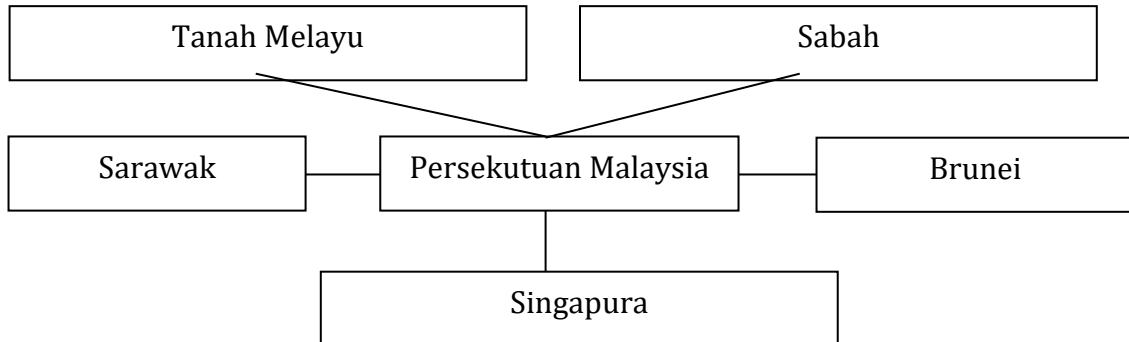 Tanah Melayu
Sabah
Sarawak
Persekutuan Malaysia
Brunei
Singapura